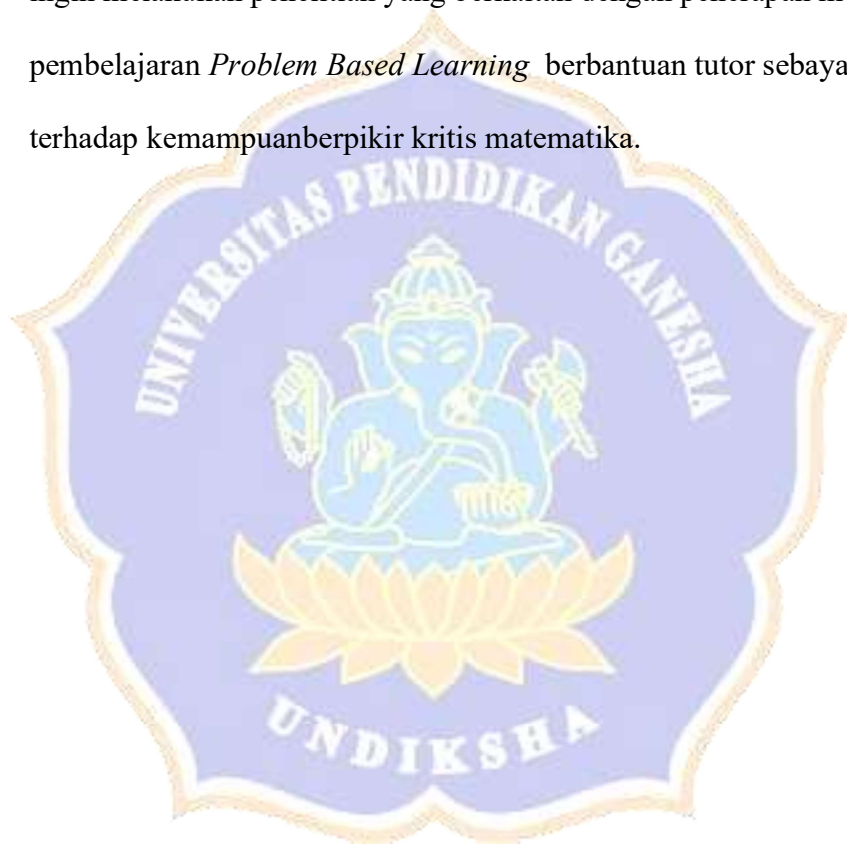 pembelajaran Problem Based Learning berbantuan tutor sebaya
terhadap kemampuanberpikir kritis matematika.
UNIVERSITAS PENDIDIKAN GANESHA
UNDIKSHA